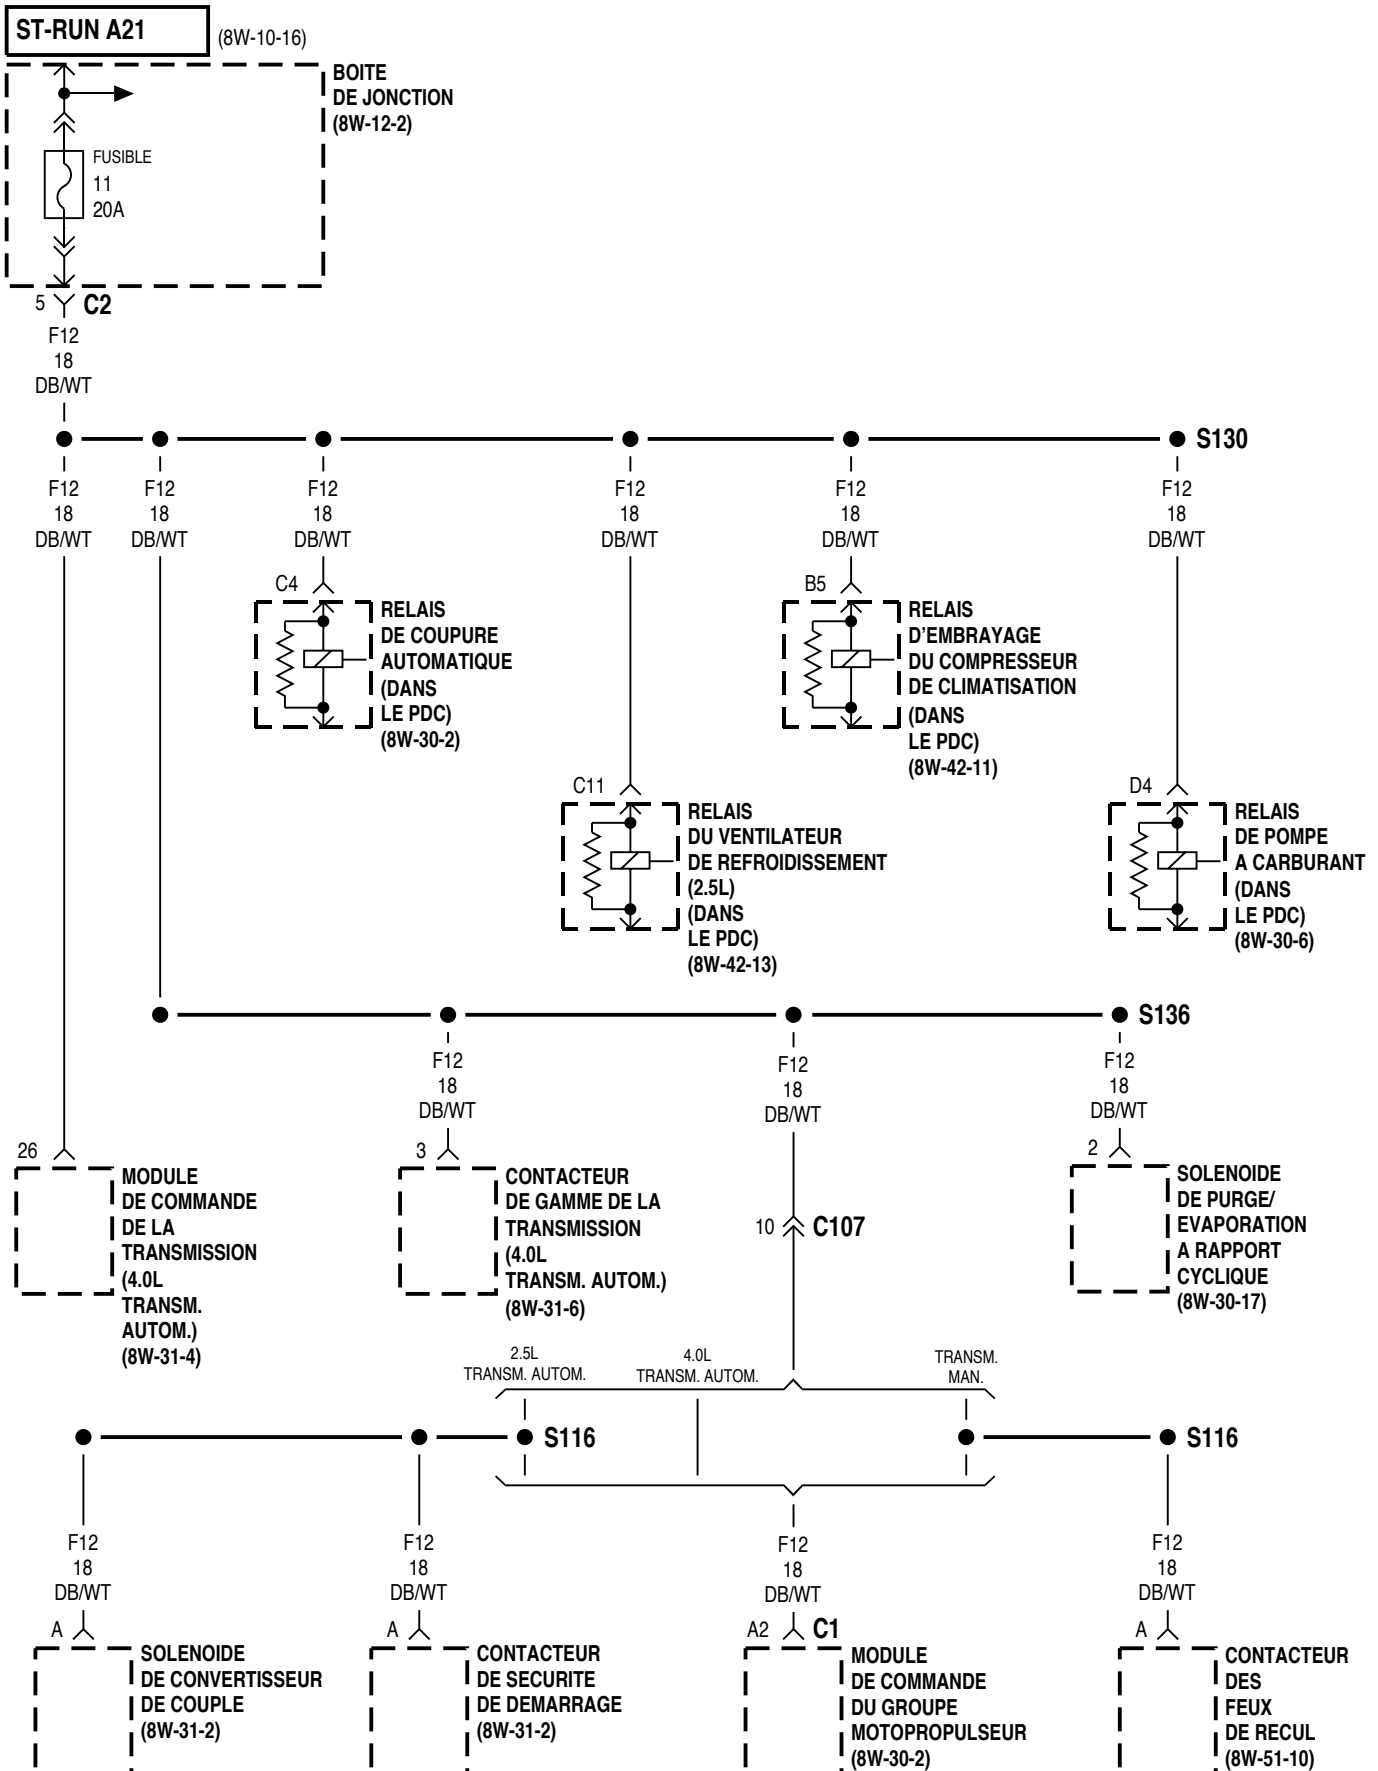 ST-RUN A21
(8W-10-16)
BOITE
DE JONCTION
(8W-12-2)
FUSIBLE
11
20A
5
C2
F12
18
DB/WT
S130
F12
18
DB/WT
F12
18
DB/WT
F12
18
DB/WT
F12
18
DB/WT
F12
18
DB/WT
F12
18
DB/WT
C4
RELAIS
DE COUPURE
AUTOMATIQUE
(DANS
LE PDC)
(8W-30-2)
B5
RELAIS
D'EMBRAYAGE
DU COMPRESSEUR
DE CLIMATISATION
(DANS
LE PDC)
(8W-42-11)
C11
RELAIS
DU VENTILATEUR
DE REFROIDISSEMENT
(2.5L)
(DANS
LE PDC)
(8W-42-13)
D4
RELAIS
DE POMPE
A CARBURANT
(DANS
LE PDC)
(8W-30-6)
S136
F12
18
DB/WT
F12
18
DB/WT
F12
18
DB/WT
26
MODULE
DE COMMANDE
DE LA
TRANSMISSION
(4.0L
TRANSM.
AUTOM.)
(8W-31-4)
3
CONTACTEUR
DE GAMME DE LA
TRANSMISSION
(4.0L
TRANSM. AUTOM.)
(8W-31-6)
10
C107
2
SOLENOIDE
DE PURGE/
EVAPORATION
A RAPPORT
CYCLIQUE
(8W-30-17)
2.5L
TRANSM. AUTOM.
4.0L
TRANSM. AUTOM.
TRANSM.
MAN.
S116
S116
F12
18
DB/WT
F12
18
DB/WT
F12
18
DB/WT
F12
18
DB/WT
A
SOLENOIDE
DE CONVERTISSEUR
DE COUPLE
(8W-31-2)
A
CONTACTEUR
DE SECURITE
DE DEMARRAGE
(8W-31-2)
A2
C1
MODULE
DE COMMANDE
DU GROUPE
MOTOPROPULSEUR
(8W-30-2)
A
CONTACTEUR
DES
FEUX
DE RECUL
(8W-51-10)